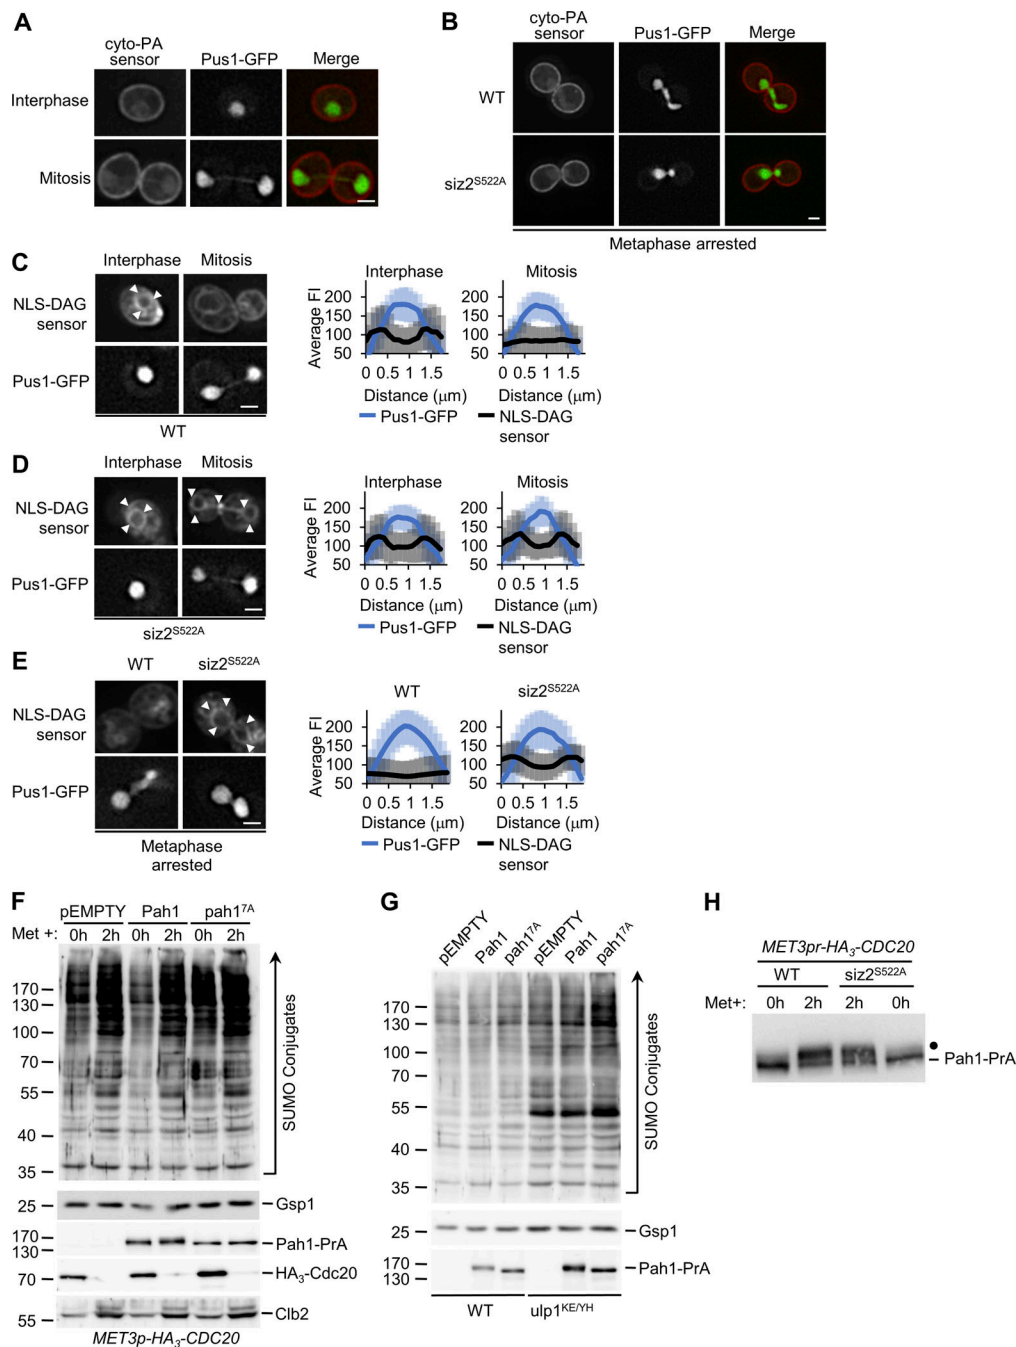 A
cyto-PA sensor Pus1-GFP Merge
Interphase
Mitosis
B
cyto-PA sensor Pus1-GFP Merge
WT
siz2S522A
Metaphase arrested
C
Interphase Mitosis
NLS-DAG sensor
Pus1-GFP
WT
Interphase Mitosis
Average FI
200
150
100
50
200
150
100
50
0 0.5 1 1.5
0 0.5 1 1.5
Distance (μm) Distance (μm)
Pus1-GFP NLS-DAG sensor
D
Interphase Mitosis
NLS-DAG sensor
Pus1-GFP
siz2S522A
Interphase Mitosis
Average FI
200
150
100
50
200
150
100
50
0 0.5 1 1.5
0 0.5 1 1.5
Distance (μm) Distance (μm)
Pus1-GFP NLS-DAG sensor
E
WT siz2S522A
NLS-DAG sensor
Pus1-GFP
Metaphase arrested
WT siz2S522A
Average FI
200
150
100
50
200
150
100
50
0 0.5 1 1.5
0 0.5 1 1.5
Distance (μm) Distance (μm)
Pus1-GFP NLS-DAG sensor
F
pEMPTY Pah1 pah17A
Met +: 0h 2h 0h 2h 0h 2h
170
130
100
70
55
40
35
SUMO Conjugates
25 Gsp1
170
130 Pah1-PrA
70 HA3-Cdc20
55 Clb2
MET3p-HA3-CDC20
G
pEMPTY Pah1 pah17A pEMPTY Pah1 pah17A
170
130
100
70
55
40
35
SUMO Conjugates
25 Gsp1
170
130 Pah1-PrA
WT ulp1KE/YH
H
MET3pr-HA3-CDC20
WT siz2S522A
Met+: 0h 2h 2h 0h
Pah1-PrA